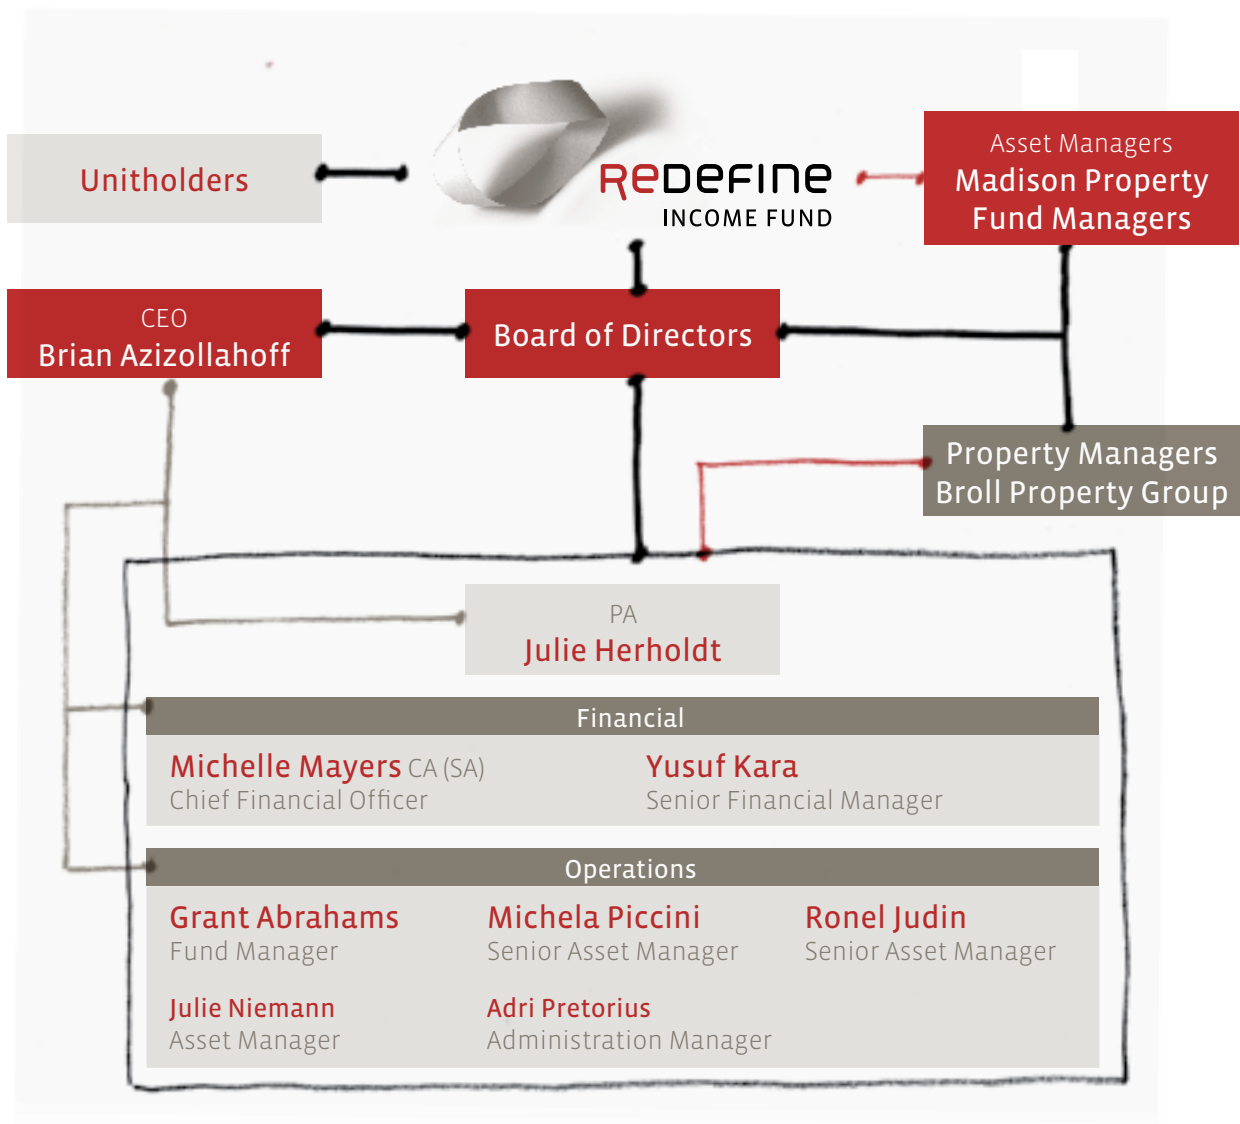 Unitholders
REDEFINE
INCOME FUND
Asset Managers
Madison Property
Fund Managers
CEO
Brian Azizollahoff
Board of Directors
Property Managers
Broll Property Group
PA
Julie Herholdt
Financial
Michelle Mayers CA (SA)
Chief Financial Officer
Yusuf Kara
Senior Financial Manager
Operations
Grant Abrahams
Fund Manager
Michela Piccini
Senior Asset Manager
Ronel Judin
Senior Asset Manager
Julie Niemann
Asset Manager
Adri Pretorius
Administration Manager